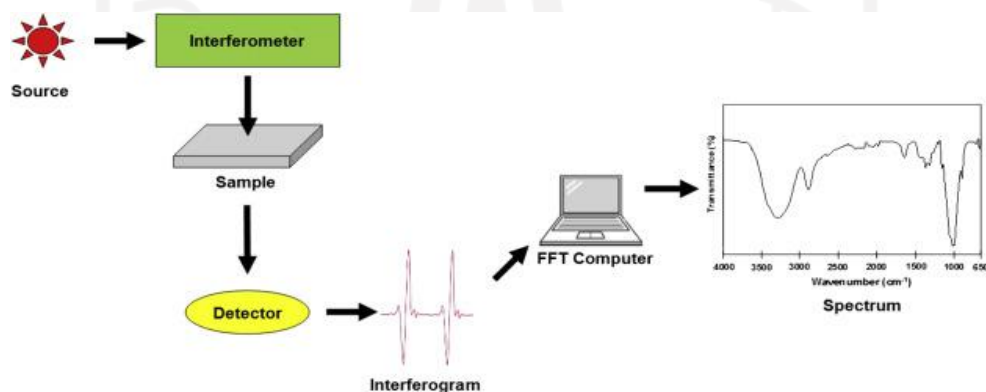 Interferometer
Source
Sample
Detector
Interferogram
FFT Computer
Transmittance (%)
4000 3500 3000 2000 1500 1000 650
Wavenumber (cm-1)
Spectrum